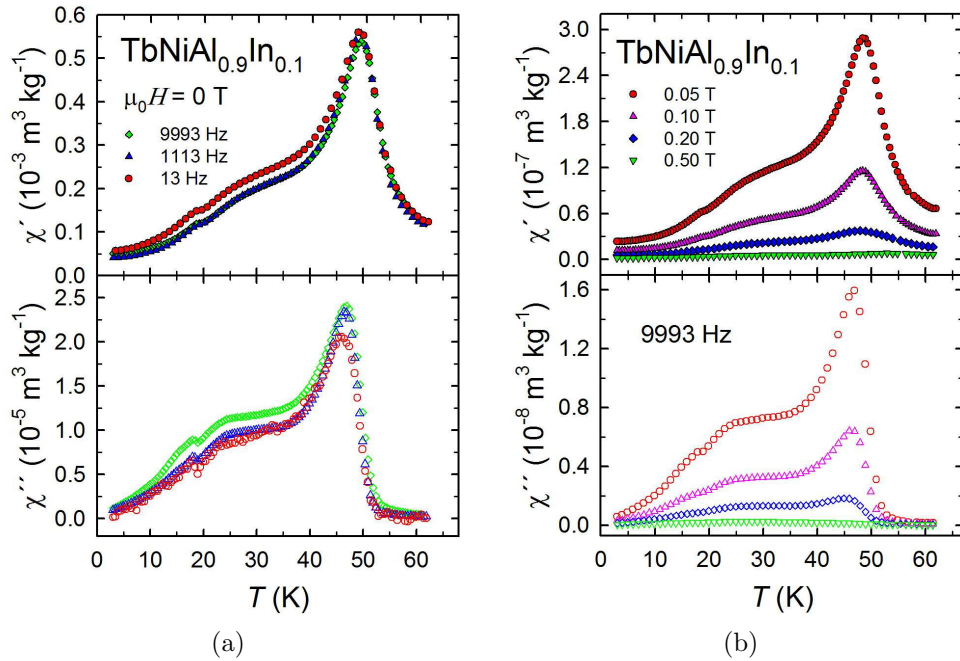 TbNiAl0.9In0.1
μ0H = 0 T
9993 Hz
1113 Hz
13 Hz
χ′ (10-3 m3 kg-1)
0.6
0.5
0.4
0.3
0.2
0.1
0.0
χ′′ (10-5 m3 kg-1)
2.5
2.0
1.5
1.0
0.5
0.0
0 10 20 30 40 50 60
T (K)
(a)
TbNiAl0.9In0.1
0.05 T
0.10 T
0.20 T
0.50 T
χ′ (10-7 m3 kg-1)
3.0
2.4
1.8
1.2
0.6
0.0
9993 Hz
χ′′ (10-8 m3 kg-1)
1.6
1.2
0.8
0.4
0.0
0 10 20 30 40 50 60
T (K)
(b)